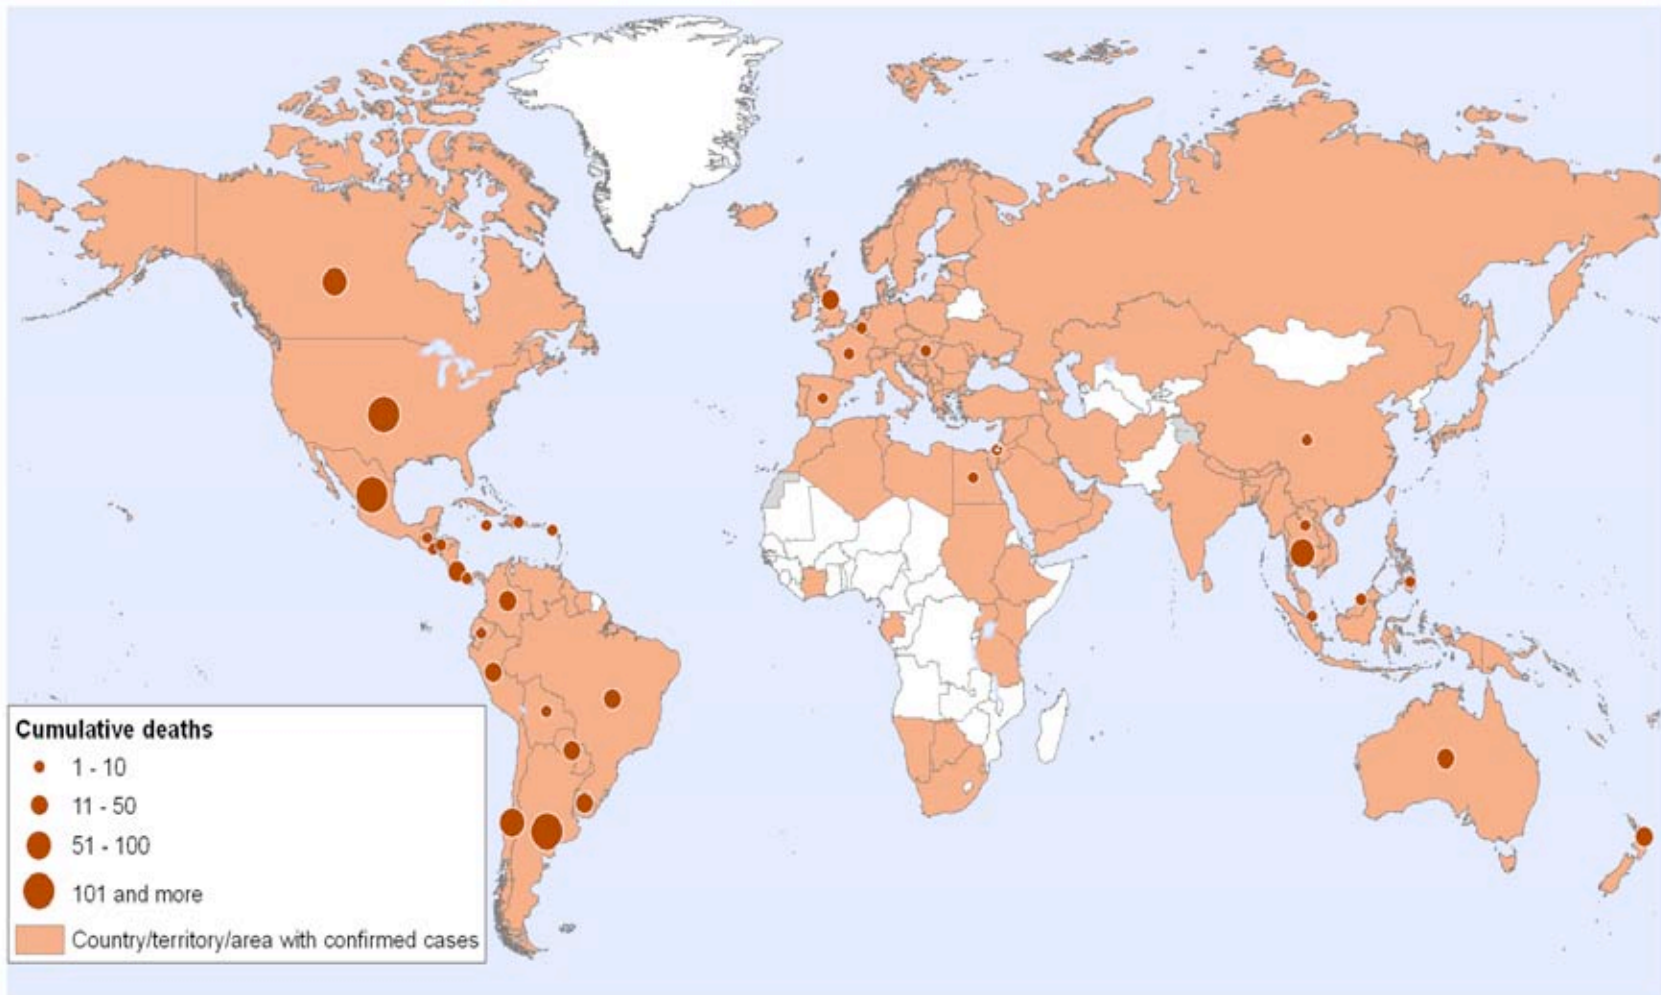 Cumulative deaths
1 - 10
11 - 50
51 - 100
101 and more
Country/territory/area with confirmed cases